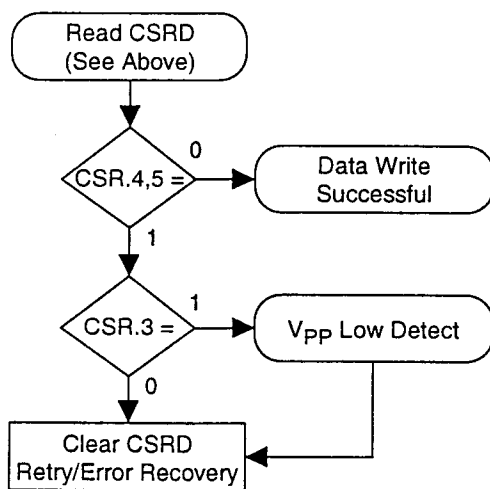 Read CSRD
(See Above)
0
CSR.4,5 =
Data Write
Successful
1
1
CSR.3 =
VPP Low Detect
0
Clear CSRD
Retry/Error Recovery